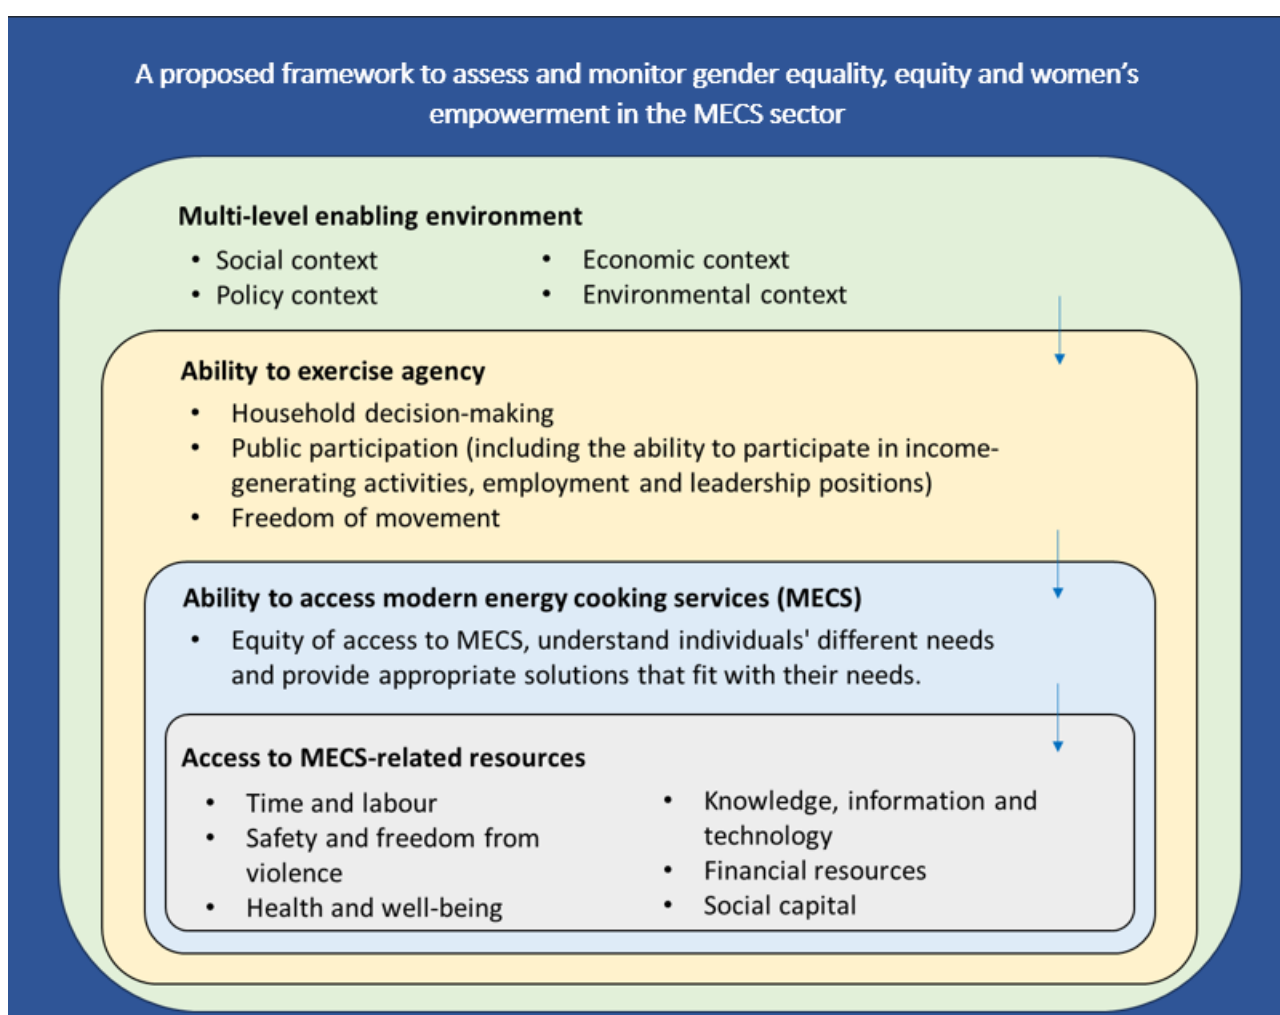 A proposed framework to assess and monitor gender equality, equity and women’s
empowerment in the MECS sector
Multi-level enabling environment
• Social context
• Policy context
• Economic context
• Environmental context
Ability to exercise agency
• Household decision-making
• Public participation (including the ability to participate in income-
generating activities, employment and leadership positions)
• Freedom of movement
Ability to access modern energy cooking services (MECS)
• Equity of access to MECS, understand individuals' different needs
and provide appropriate solutions that fit with their needs.
Access to MECS-related resources
• Time and labour
• Safety and freedom from
violence
• Health and well-being
• Knowledge, information and
technology
• Financial resources
• Social capital